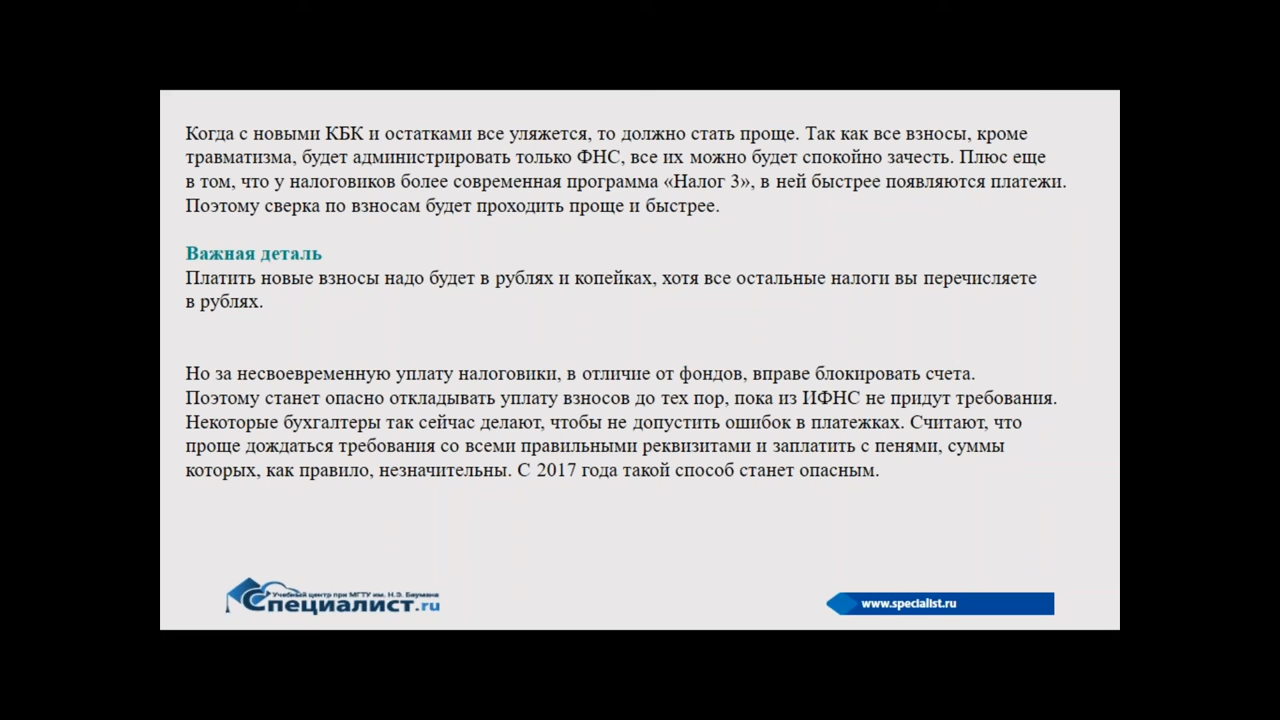 Когда с новыми КБК и остатками все уляжется, то должно стать проще. Так как все взносы, кроме
травматизма, будет администрировать только ФНС, все их можно будет спокойно зачесть. Плюс еще
в том, что у налоговиков более современная программа «Налог 3», в ней быстрее появляются платежи.
Поэтому сверка по взносам будет проходить проще и быстрее.
Важная деталь
Платить новые взносы надо будет в рублях и копейках, хотя все остальные налоги вы перечисляете
в рублях.
Но за несвоевременную уплату налоговики, в отличие от фондов, вправе блокировать счета.
Поэтому станет опасно откладывать уплату взносов до тех пор, пока из ИФНС не придут требования.
Некоторые бухгалтеры так сейчас делают, чтобы не допустить ошибок в платежках. Считают, что
проще дождаться требования со всеми правильными реквизитами и заплатить с пенями, суммы
которых, как правило, незначительны. С 2017 года такой способ станет опасным.
Учебный центр при МГТУ им. Н.Э. Баумана
Специалист.ru
www.specialist.ru